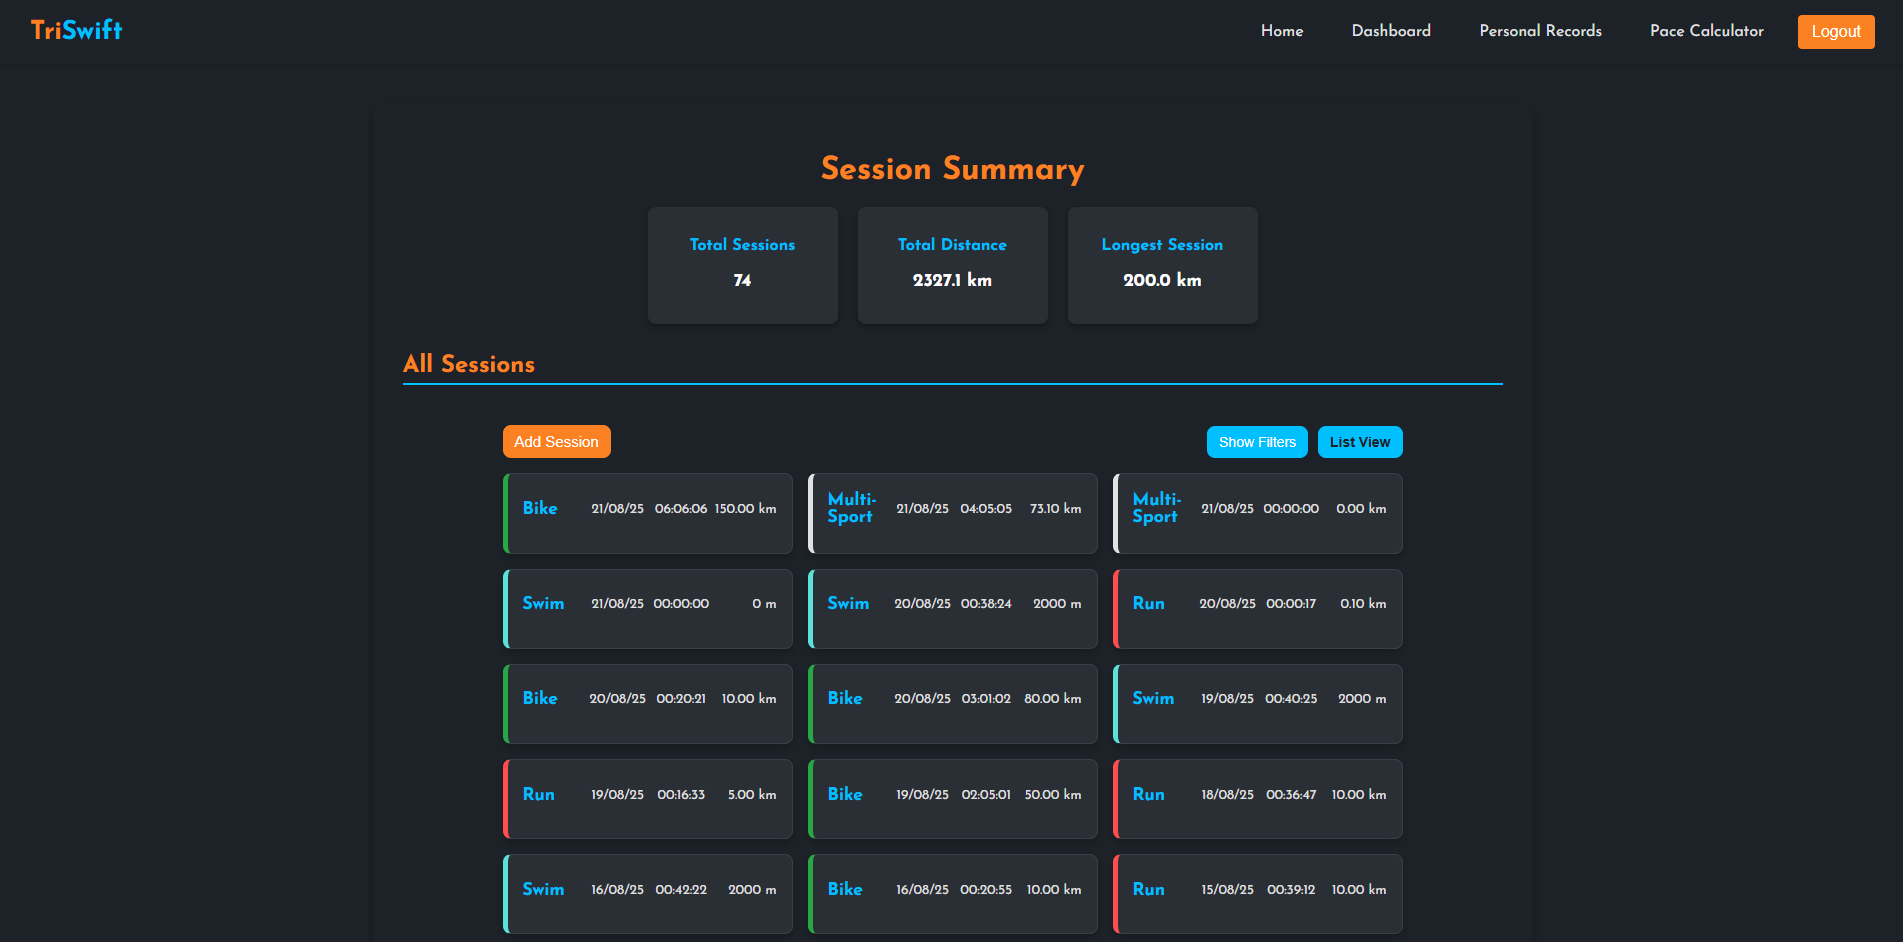 TriSwift
Home Dashboard Personal Records Pace Calculator Logout
Session Summary
Total Sessions
74
Total Distance
2327.1 km
Longest Session
200.0 km
All Sessions
Add Session
Show Filters List View
Bike 21/08/25 06:06:06 150.00 km
Multi-
Sport 21/08/25 04:05:05 73.10 km
Multi-
Sport 21/08/25 00:00:00 0.00 km
Swim 21/08/25 00:00:00 0 m
Swim 20/08/25 00:38:24 2000 m
Run 20/08/25 00:00:17 0.10 km
Bike 20/08/25 00:20:21 10.00 km
Bike 20/08/25 03:01:02 80.00 km
Swim 19/08/25 00:40:25 2000 m
Run 19/08/25 00:16:33 5.00 km
Bike 19/08/25 02:05:01 50.00 km
Run 18/08/25 00:36:47 10.00 km
Swim 16/08/25 00:42:22 2000 m
Bike 16/08/25 00:20:55 10.00 km
Run 15/08/25 00:39:12 10.00 km